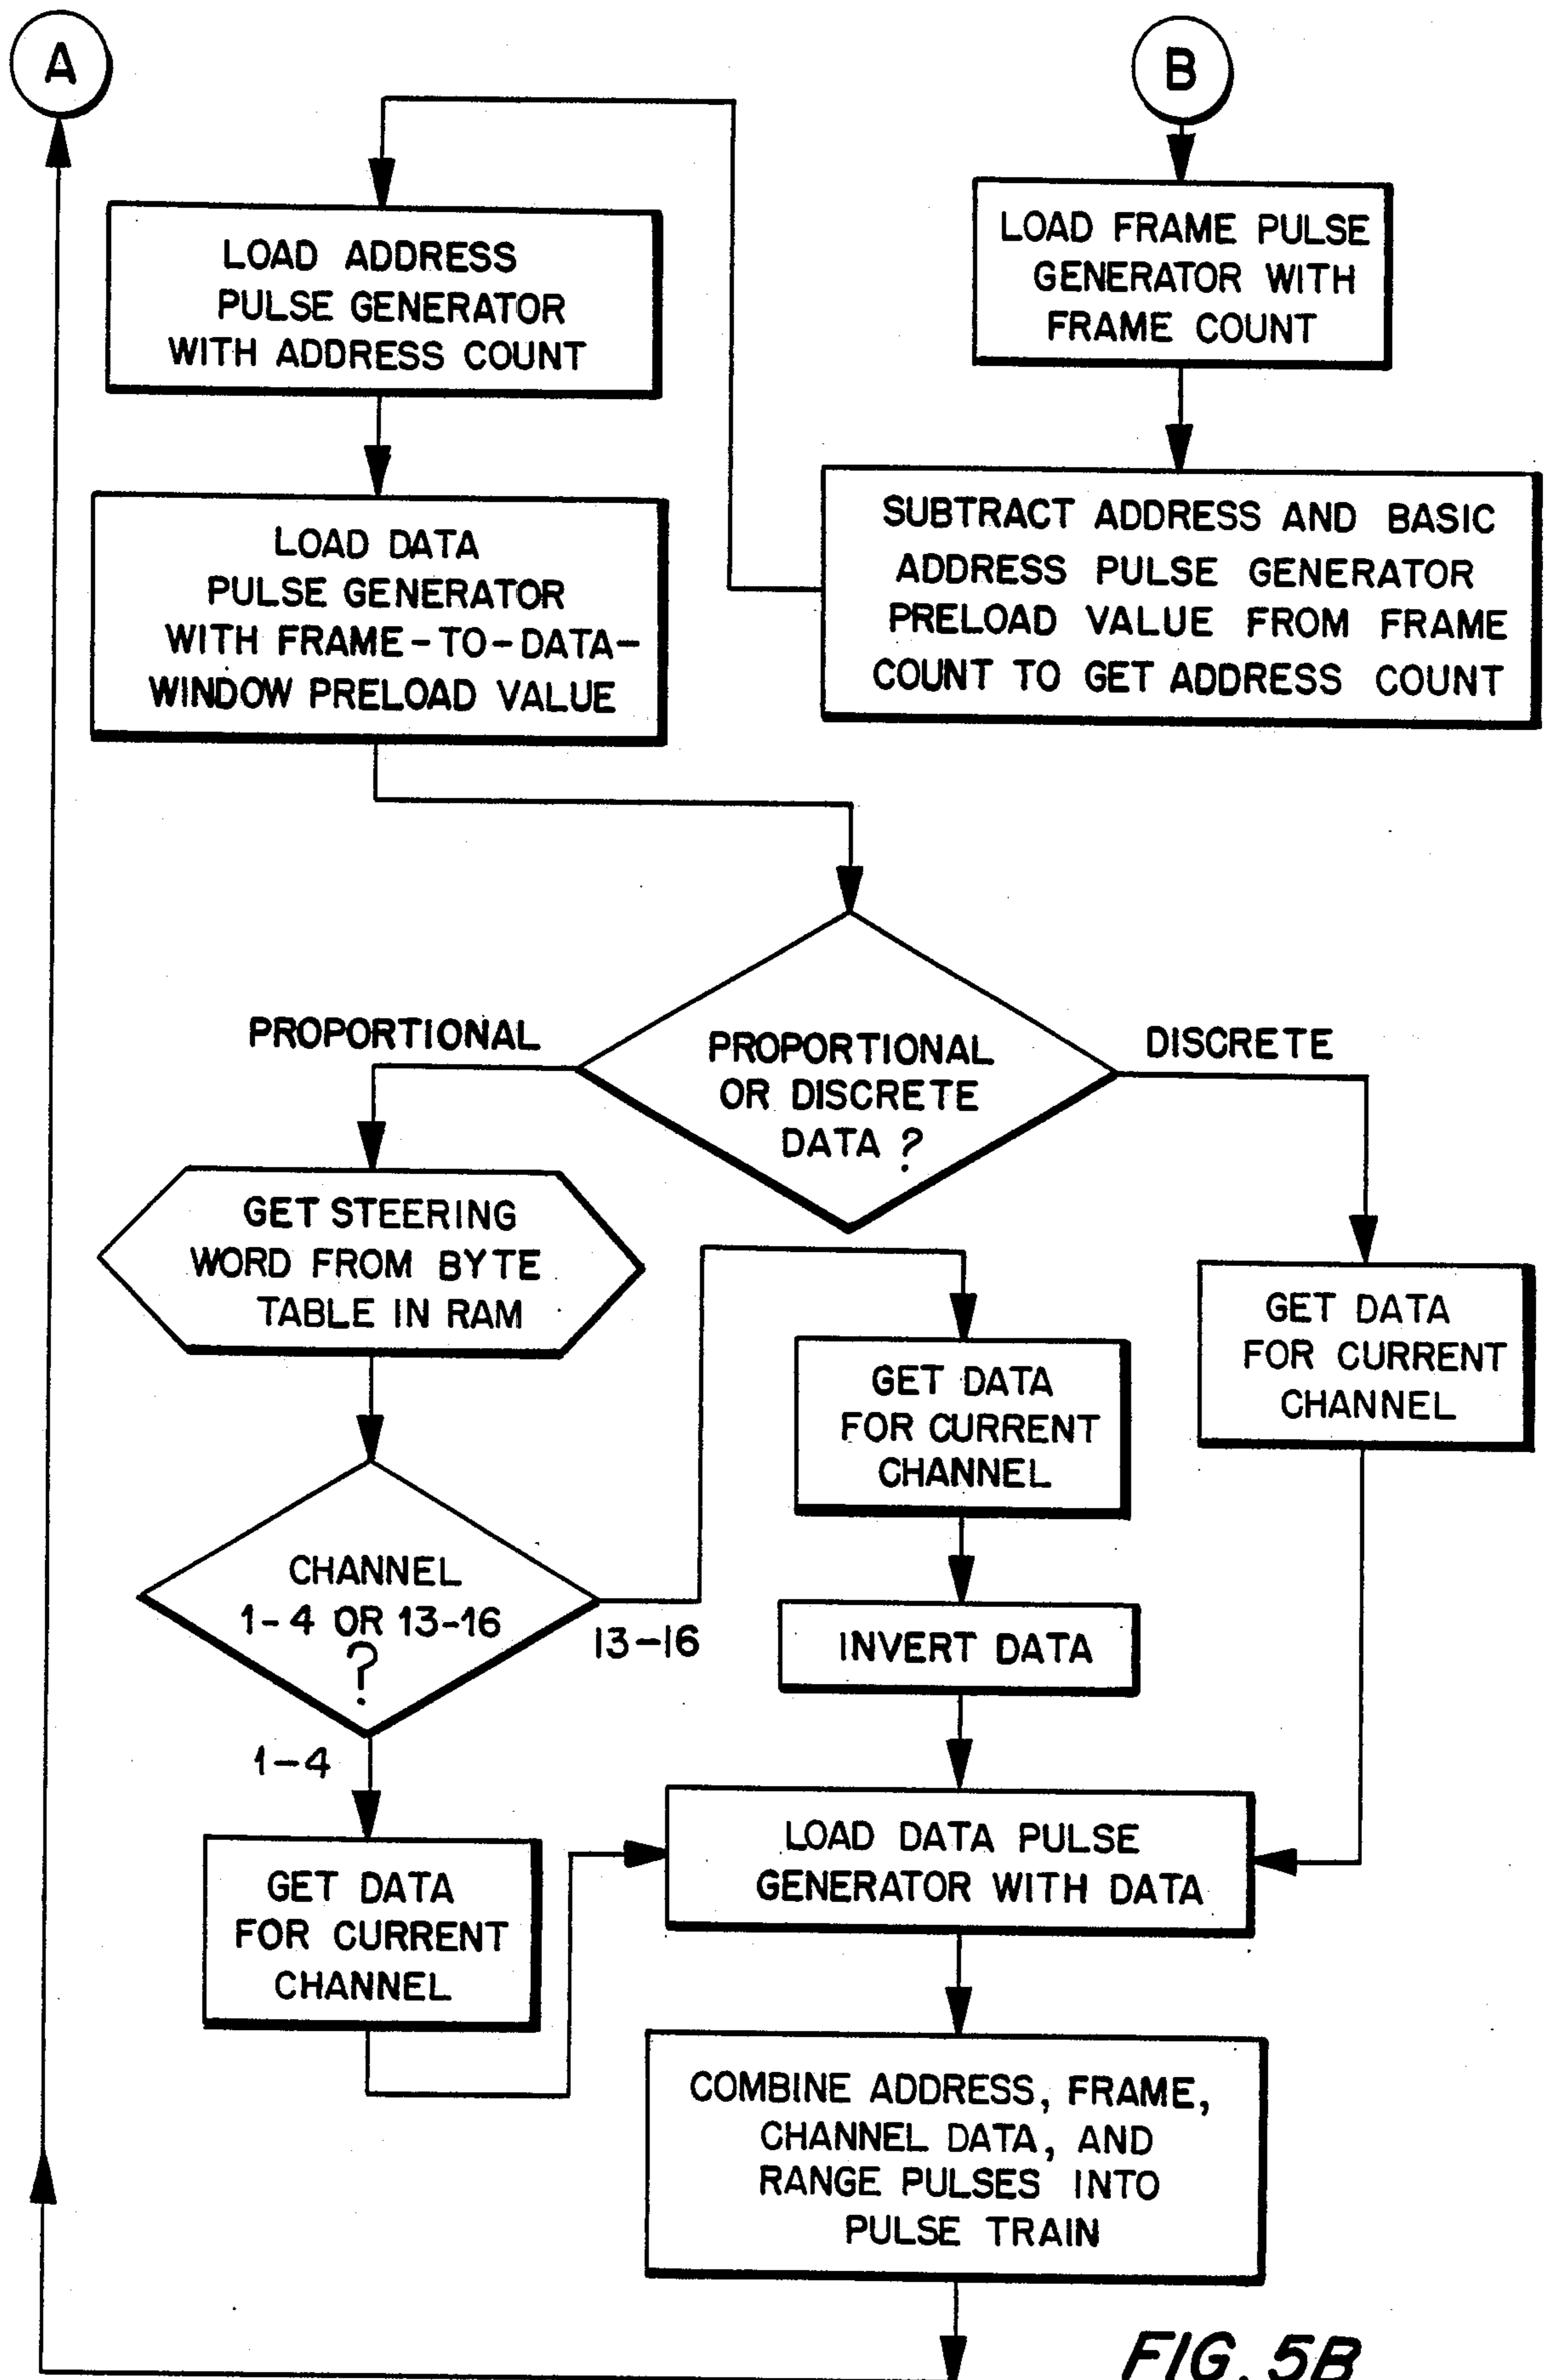 A
B
LOAD FRAME PULSE
GENERATOR WITH
FRAME COUNT
SUBTRACT ADDRESS AND BASIC
ADDRESS PULSE GENERATOR
PRELOAD VALUE FROM FRAME
COUNT TO GET ADDRESS COUNT
LOAD ADDRESS
PULSE GENERATOR
WITH ADDRESS COUNT
LOAD DATA
PULSE GENERATOR
WITH FRAME-TO-DATA-
WINDOW PRELOAD VALUE
PROPORTIONAL
OR DISCRETE
DATA ?
PROPORTIONAL
DISCRETE
GET STEERING
WORD FROM BYTE
TABLE IN RAM
CHANNEL
1-4 OR 13-16
?
13-16
1-4
GET DATA
FOR CURRENT
CHANNEL
INVERT DATA
GET DATA
FOR CURRENT
CHANNEL
GET DATA
FOR CURRENT
CHANNEL
LOAD DATA PULSE
GENERATOR WITH DATA
COMBINE ADDRESS, FRAME,
CHANNEL DATA, AND
RANGE PULSES INTO
PULSE TRAIN
FIG. 5B